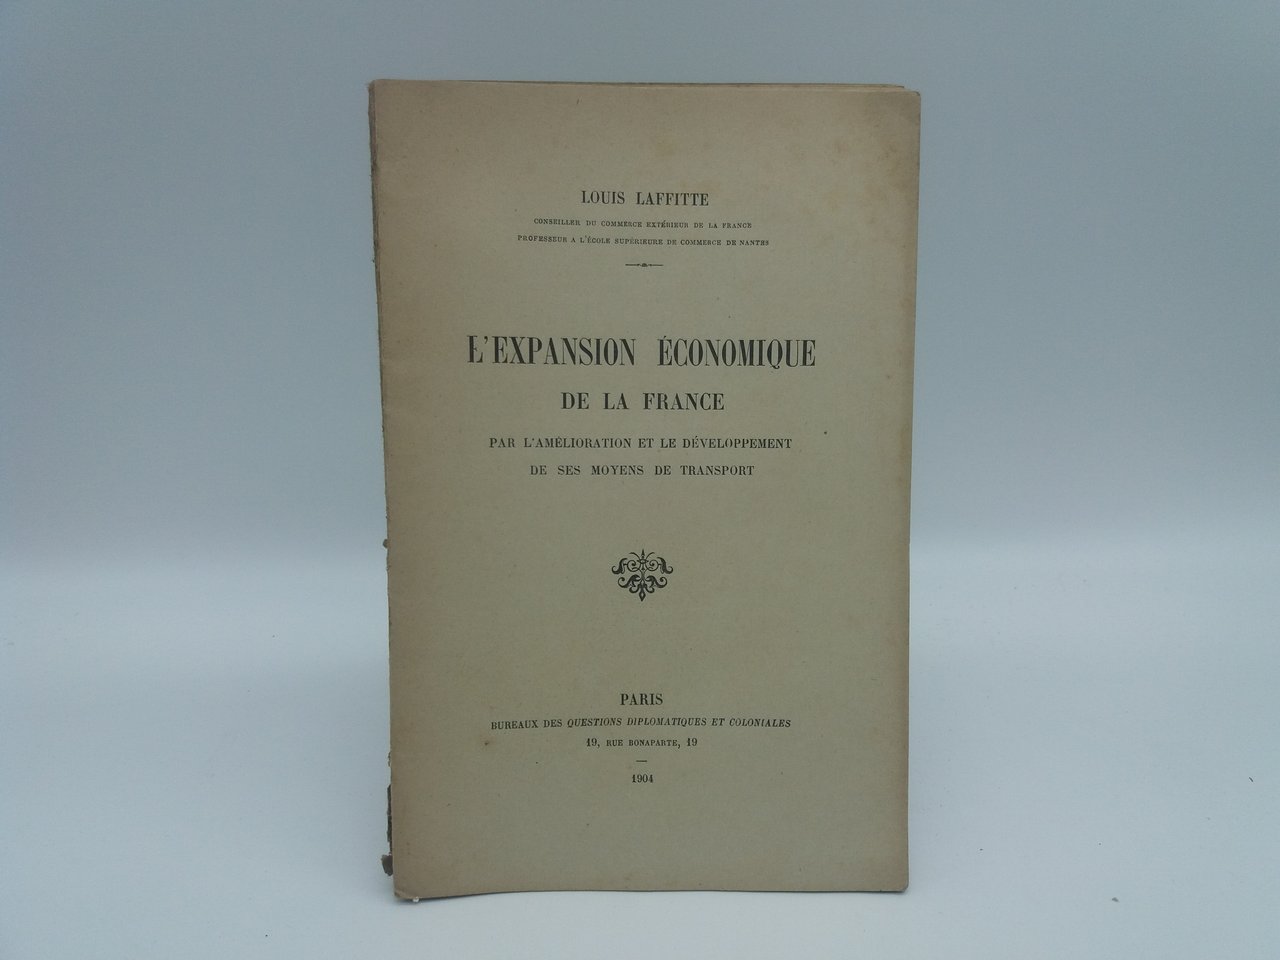 LOUIS LAFFITTE
CONSEILLER DU COMMERCE EXTÉRIEUR DE LA FRANCE
PROFESSEUR A L'ÉCOLE SUPÉRIEURE DE COMMERCE DE NANTES
L'EXPANSION ÉCONOMIQUE
DE LA FRANCE
PAR L'AMÉLIORATION ET LE DÉVELOPPEMENT
DE SES MOYENS DE TRANSPORT
PARIS
BUREAUX DES QUESTIONS DIPLOMATIQUES ET COLONIALES
19, RUE BONAPARTE, 19
1904